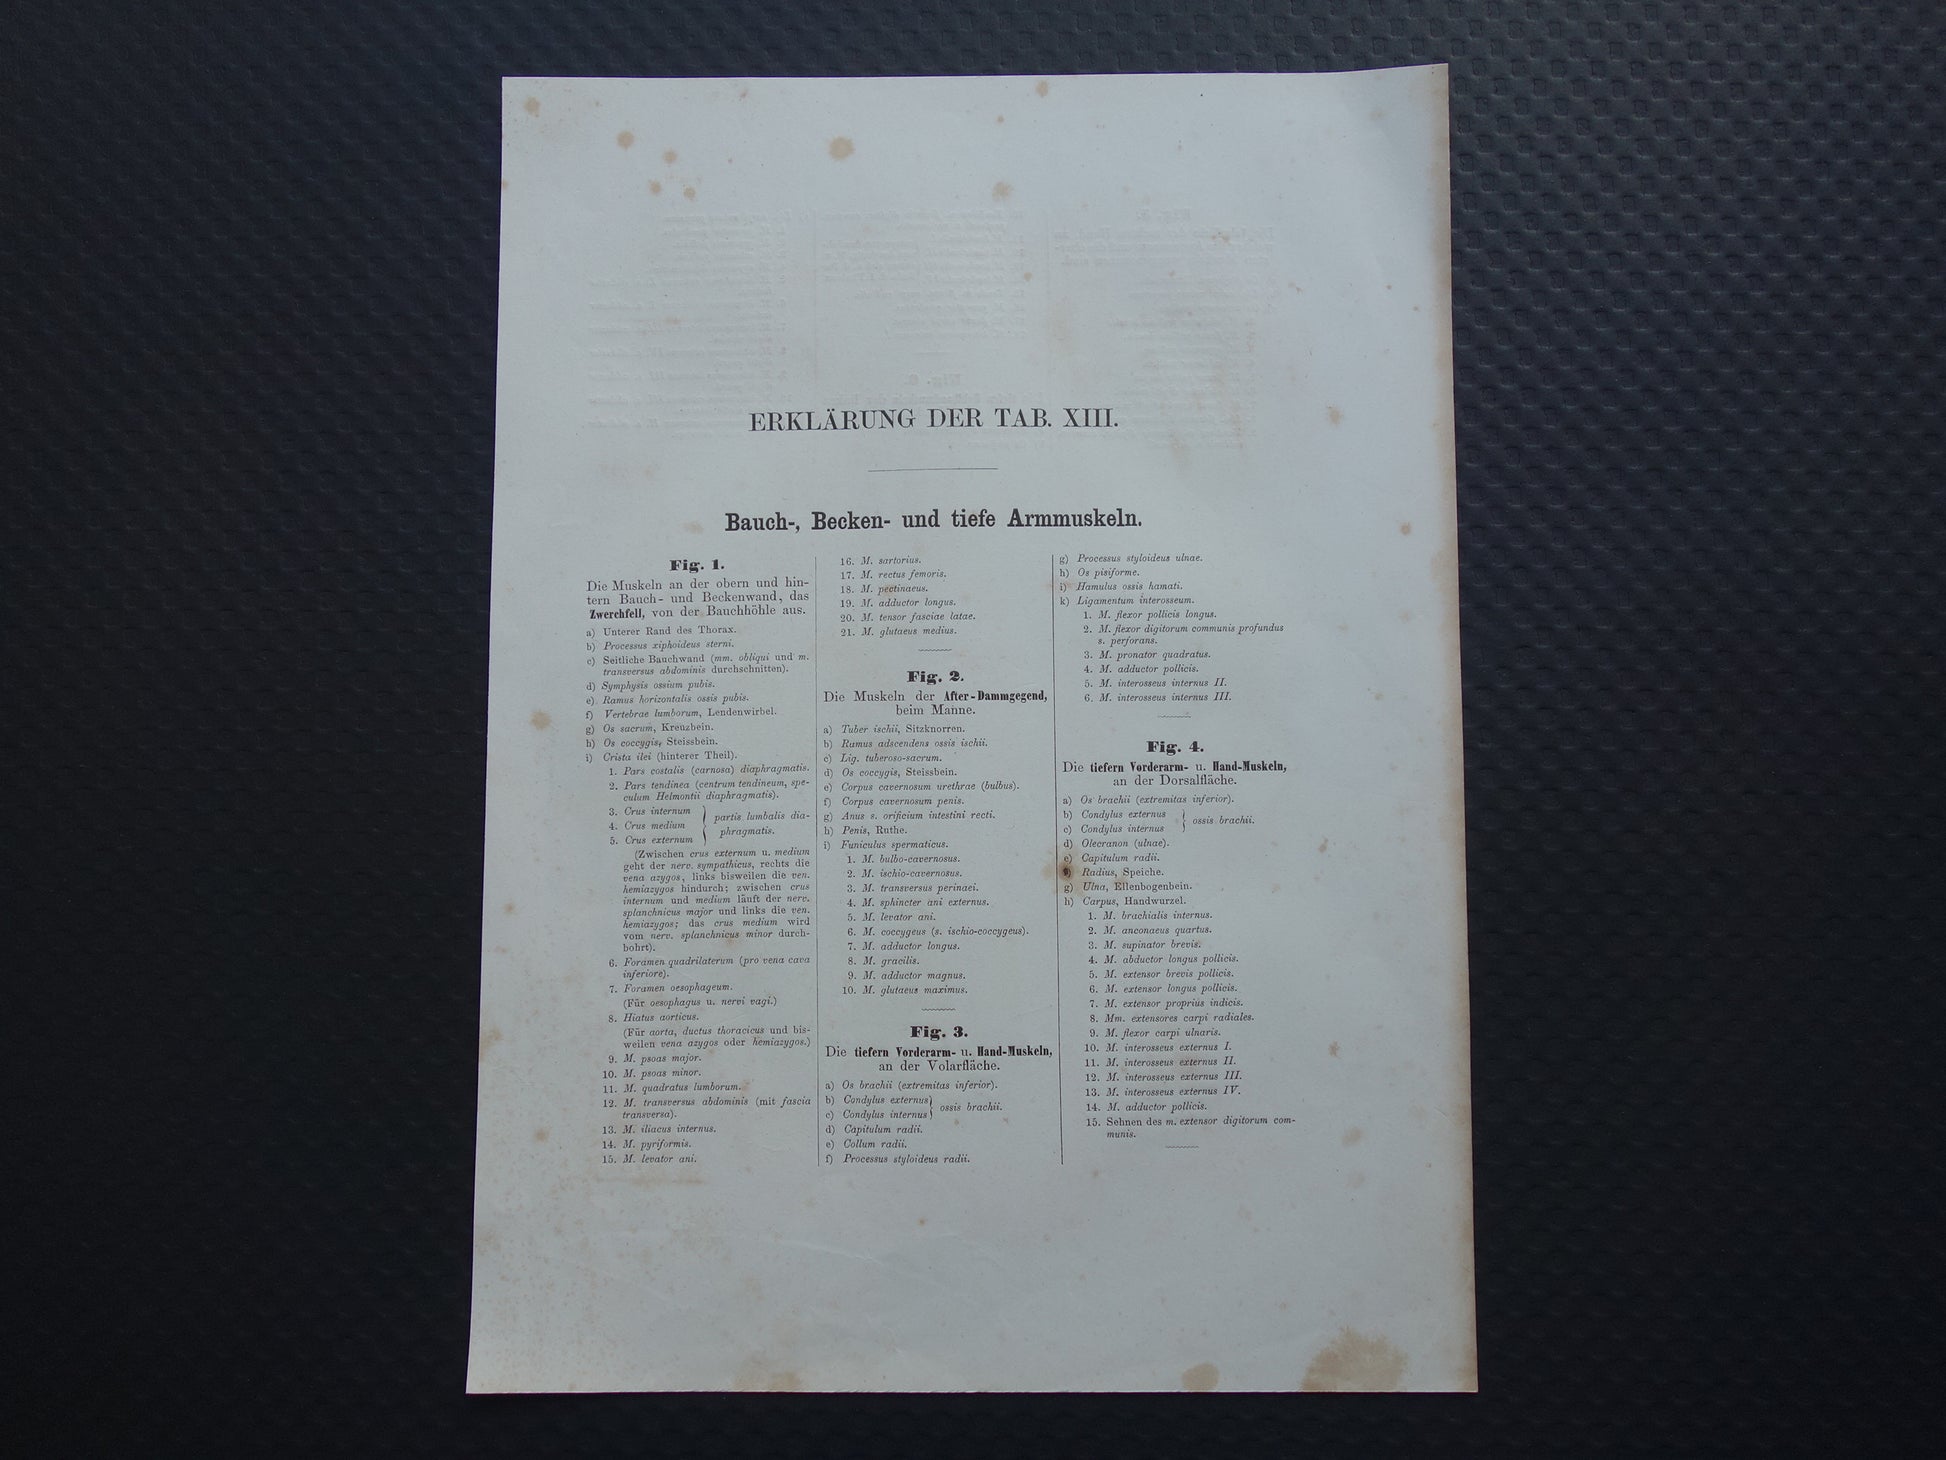 ERKLÄRUNG DER TAB. XIII.
Bauch-, Becken- und tiefe Armmuskeln.
Fig. 1.
Die Muskeln an der obern und hin-
tern Bauch- und Beckenwand, das
Zwerchfell, von der Bauchhöhle aus.
a) Unterer Rand des Thorax.
b) Processus xiphoideus sterni.
c) Seitliche Bauchwand (mm. obliqui und m.
transversus abdominis durchschnitten).
d) Symphysis ossium pubis.
e) Ramus horizontalis ossis pubis.
f) Vertebrae lumborum, Lendenwirbel.
g) Os sacrum, Kreuzbein.
h) Os coccygis, Steissbein.
i) Crista ilei (hinterer Theil).
1. Pars costalis (carnosa) diaphragmatis.
2. Pars tendinea (centrum tendineum, spe-
culum Helmontii diaphragmatis).
3. Crus internum
4. Crus medium
5. Crus externum
partis lumbalis dia-
phragmatis.
(Zwischen crus externum u. medium
geht der nerv. sympathicus, rechts die
vena azygos, links bisweilen die ven.
hemiazygos hindurch; zwischen crus
internum und medium läuft der nerv.
splanchnicus major und links die ven.
hemiazygos; das crus medium wird
vom nerv. splanchnicus minor durch-
bohrt).
6. Foramen quadrilaterum (pro vena cava
inferiore).
7. Foramen oesophageum.
(Für oesophagus u. nervi vagi.)
8. Hiatus aorticus.
(Für aorta, ductus thoracicus und bis-
weilen vena azygos oder hemiazygos.)
9. M. psoas major.
10. M. psoas minor.
11. M. quadratus lumborum.
12. M. transversus abdominis (mit fascia
transversa).
13. M. iliacus internus.
14. M. pyriformis.
15. M. levator ani.
16. M. sartorius.
17. M. rectus femoris.
18. M. pectinaeus.
19. M. adductor longus.
20. M. tensor fasciae latae.
21. M. glutaeus medius.
Fig. 2.
Die Muskeln der After-Dammgegend,
beim Manne.
a) Tuber ischii, Sitzknorren.
b) Ramus adscendens ossis ischii.
c) Lig. tuberoso-sacrum.
d) Os coccygis, Steissbein.
e) Corpus cavernosum urethrae (bulbus).
f) Corpus cavernosum penis.
g) Anus s. orificium intestini recti.
h) Penis, Ruthe.
i) Funiculus spermaticus.
1. M. bulbo-cavernosus.
2. M. ischio-cavernosus.
3. M. transversus perinaei.
4. M. sphincter ani externus.
5. M. levator ani.
6. M. coccygeus (s. ischio-coccygeus).
7. M. adductor longus.
8. M. gracilis.
9. M. adductor magnus.
10. M. glutaeus maximus.
Fig. 3.
Die tiefern Vorderarm- u. Hand-Muskeln,
an der Volarfläche.
a) Os brachii (extremitas inferior).
b) Condylus externus
c) Condylus internus
ossis brachii.
d) Capitulum radii.
e) Collum radii.
f) Processus styloideus radii.
g) Processus styloideus ulnae.
h) Os pisiforme.
i) Hamulus ossis hamati.
k) Ligamentum interosseum.
1. M. flexor pollicis longus.
2. M. flexor digitorum communis profundus
s. perforans.
3. M. pronator quadratus.
4. M. adductor pollicis.
5. M. interosseus internus II.
6. M. interosseus internus III.
Fig. 4.
Die tiefern Vorderarm- u. Hand-Muskeln,
an der Dorsalfläche.
a) Os brachii (extremitas inferior).
b) Condylus externus
c) Condylus internus
ossis brachii.
d) Olecranon (ulnae).
e) Capitulum radii.
Radius, Speiche.
g) Ulna, Ellenbogenbein.
h) Carpus, Handwurzel.
1. M. brachialis internus.
2. M. anconaeus quartus.
3. M. supinator brevis.
4. M. abductor longus pollicis.
5. M. extensor brevis pollicis.
6. M. extensor longus pollicis.
7. M. extensor proprius indicis.
8. Mm. extensores carpi radiales.
9. M. flexor carpi ulnaris.
10. M. interosseus externus I.
11. M. interosseus externus II.
12. M. interosseus externus III.
13. M. interosseus externus IV.
14. M. adductor pollicis.
15. Sehnen des m. extensor digitorum com-
munis.